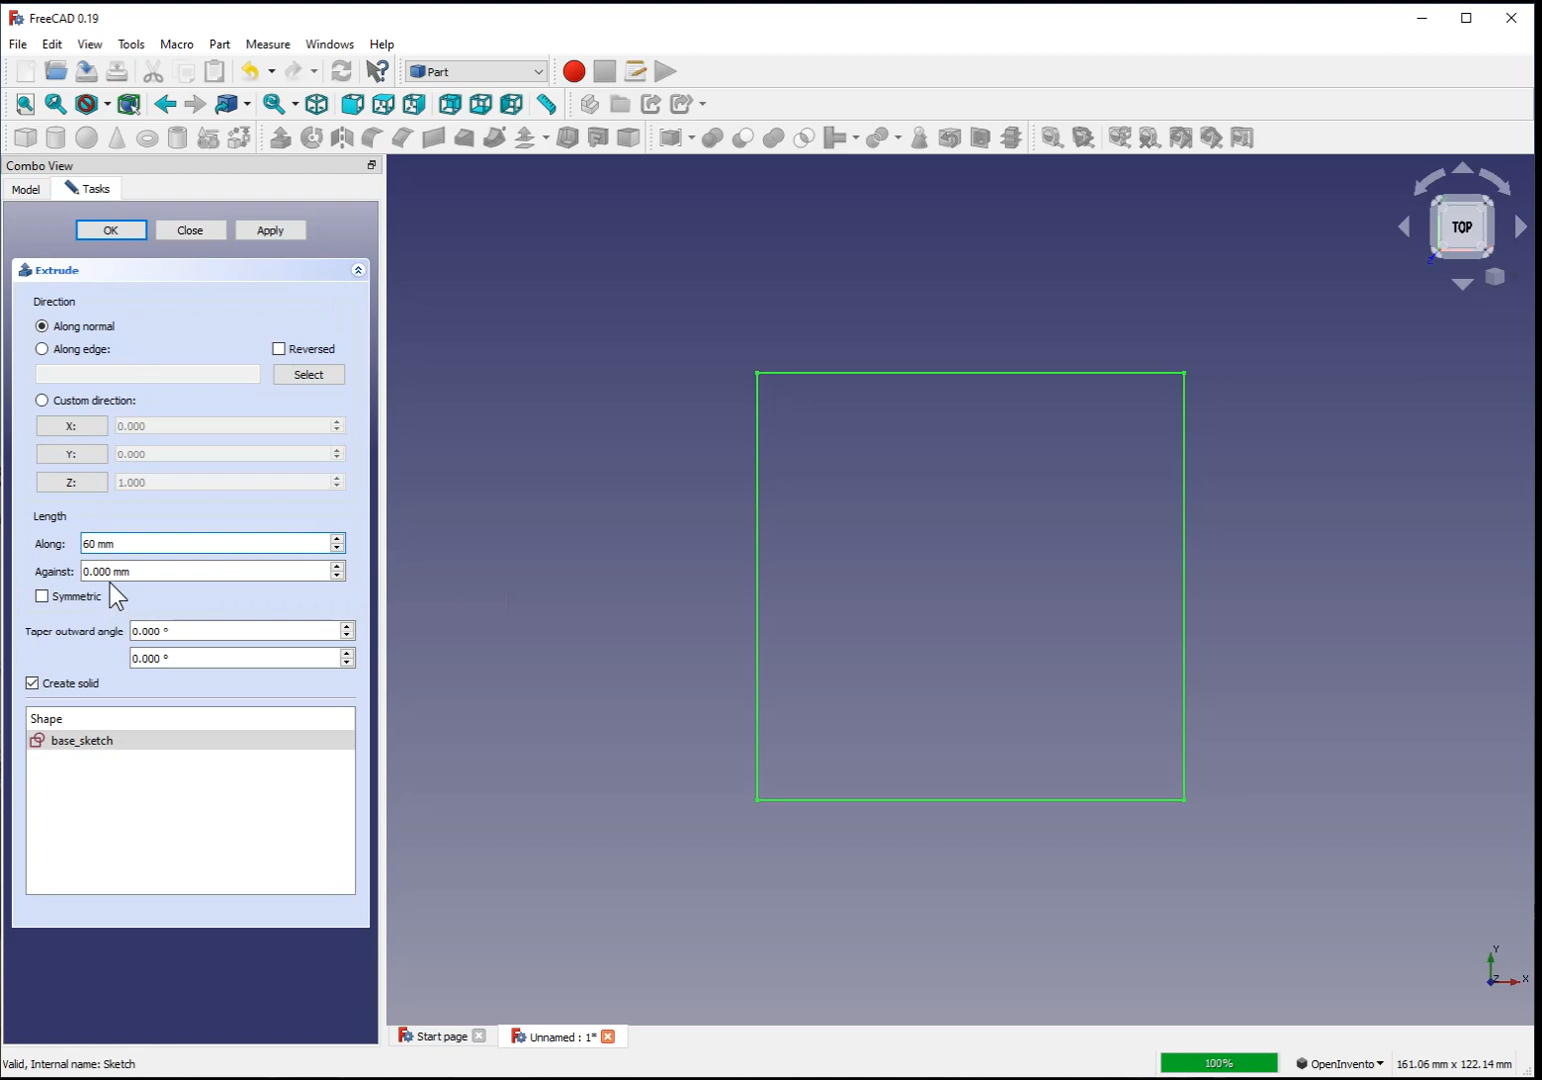 FreeCAD 0.19
File Edit View Tools Macro Part Measure Windows Help
Part
Combo View
Model Tasks
OK Close Apply
Extrude
Direction
Along normal
Along edge: Reversed
Select
Custom direction:
X: 0.000
Y: 0.000
Z: 1.000
Length
Along: 60 mm
Against: 0.000 mm
Symmetric
Taper outward angle 0.000 °
0.000 °
Create solid
Shape
base_sketch
TOP
Z
Y
Z X
Start page Unnamed : 1*
Valid, Internal name: Sketch
100% OpenInvento 161.06 mm x 122.14 mm